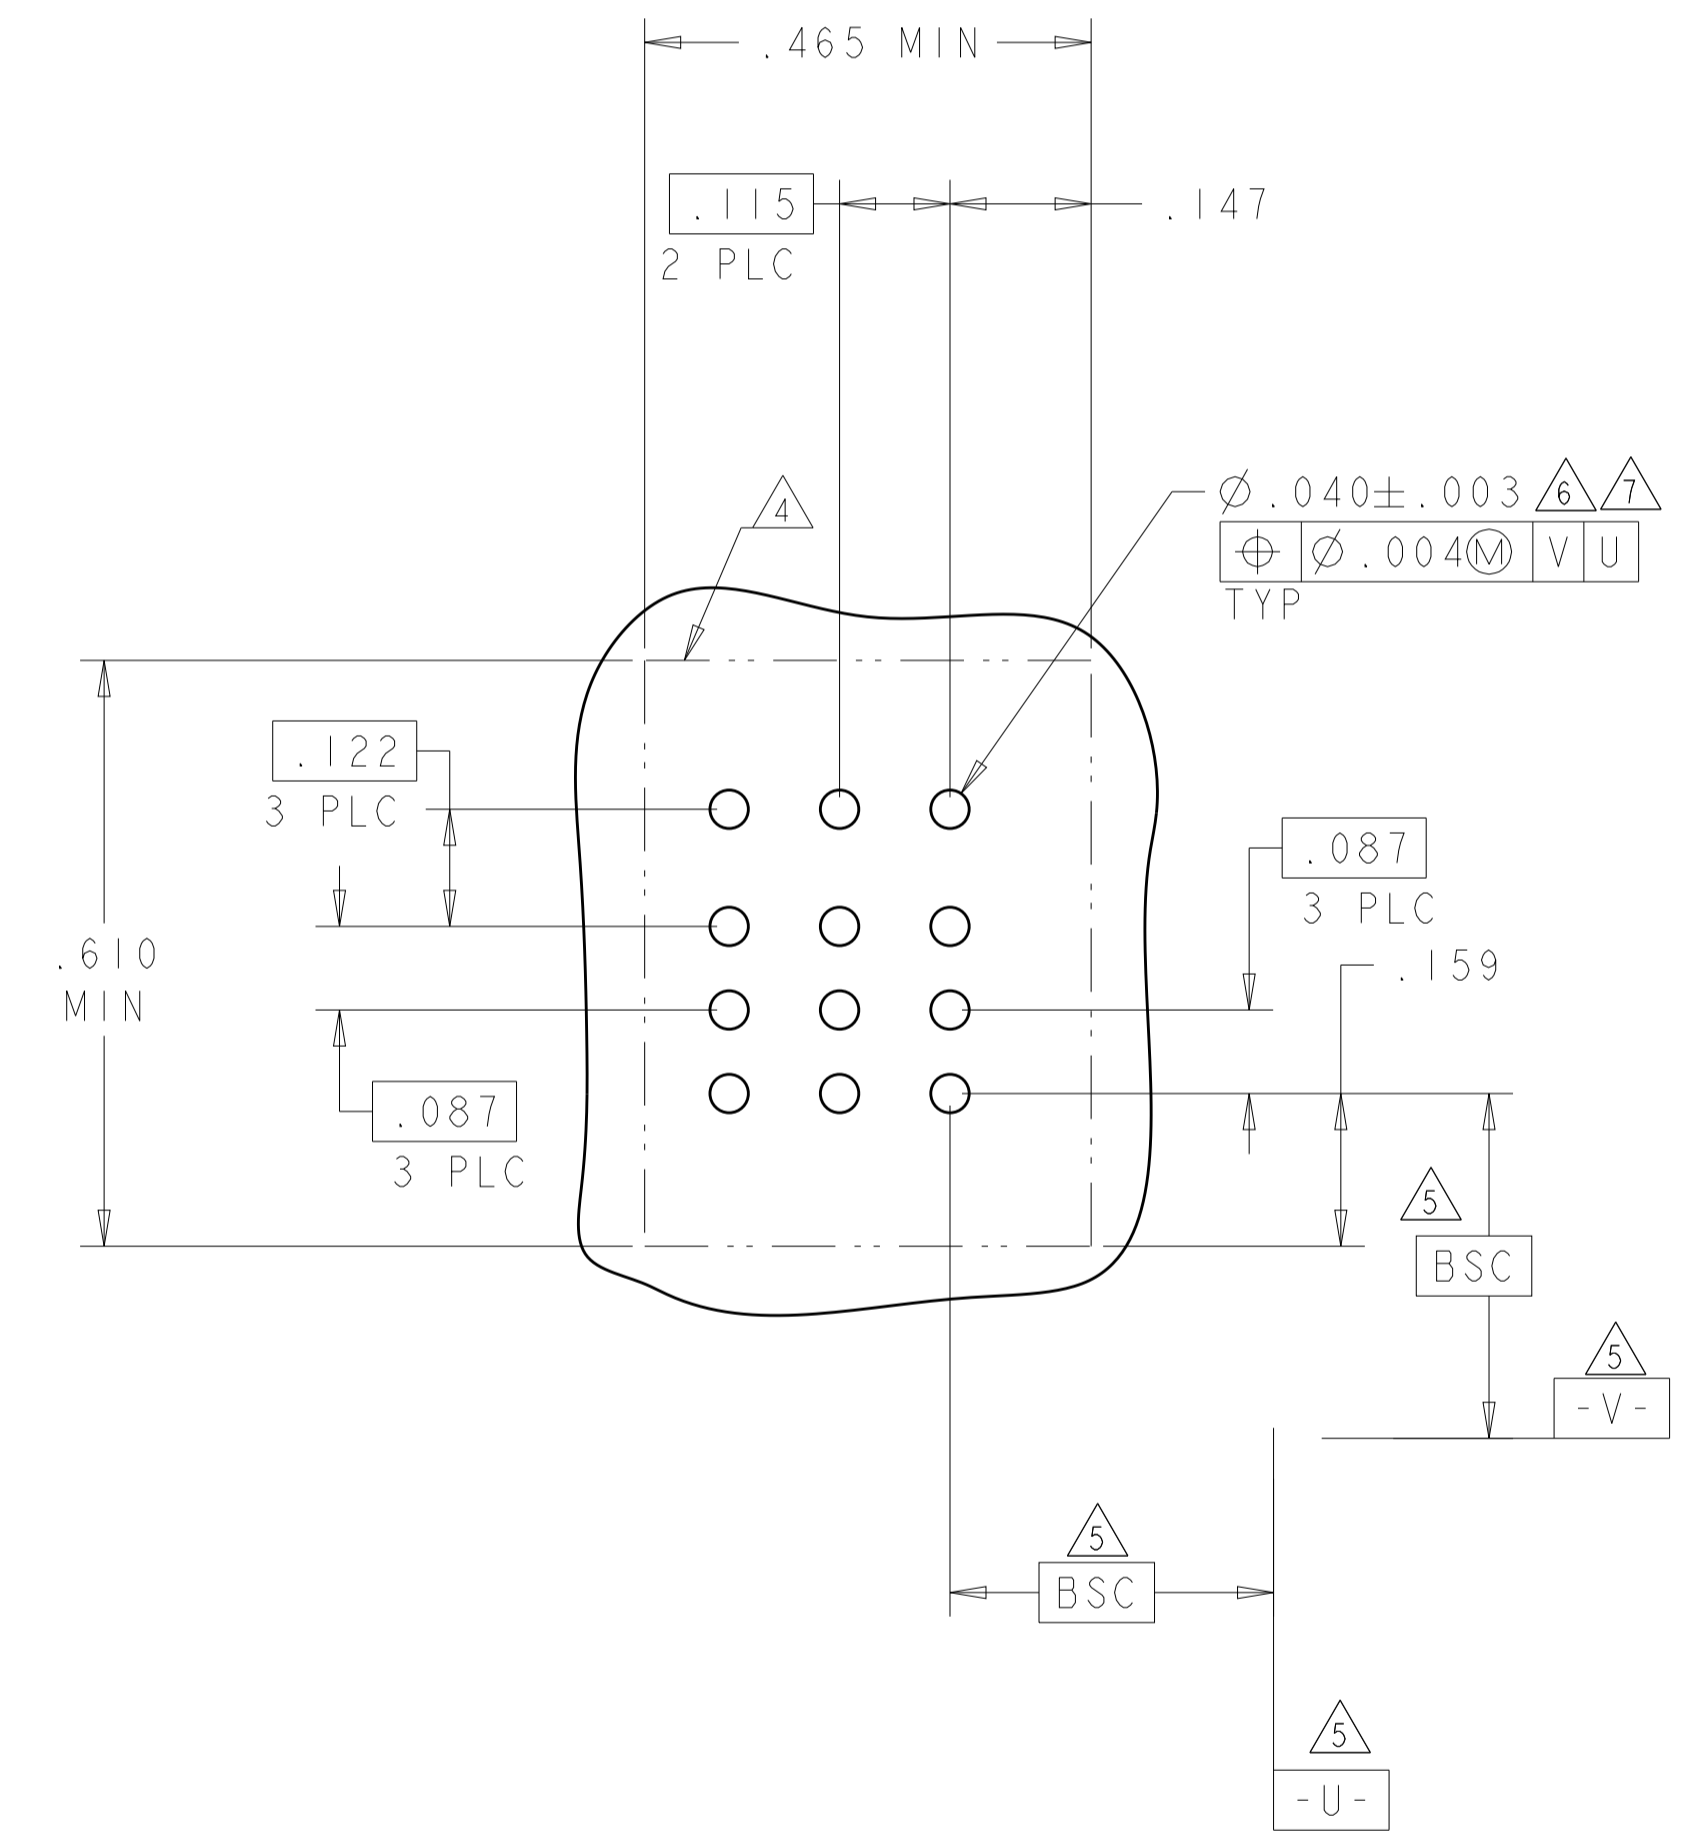 .465 MIN
.115
2 PLC
.147
4
Ø.040±.003 6 7
⌖ Ø.004Ⓜ V U
TYP
.122
3 PLC
.087
3 PLC
.159
.610
MIN
.087
3 PLC
5
BSC
5
-V-
5
BSC
5
-U-